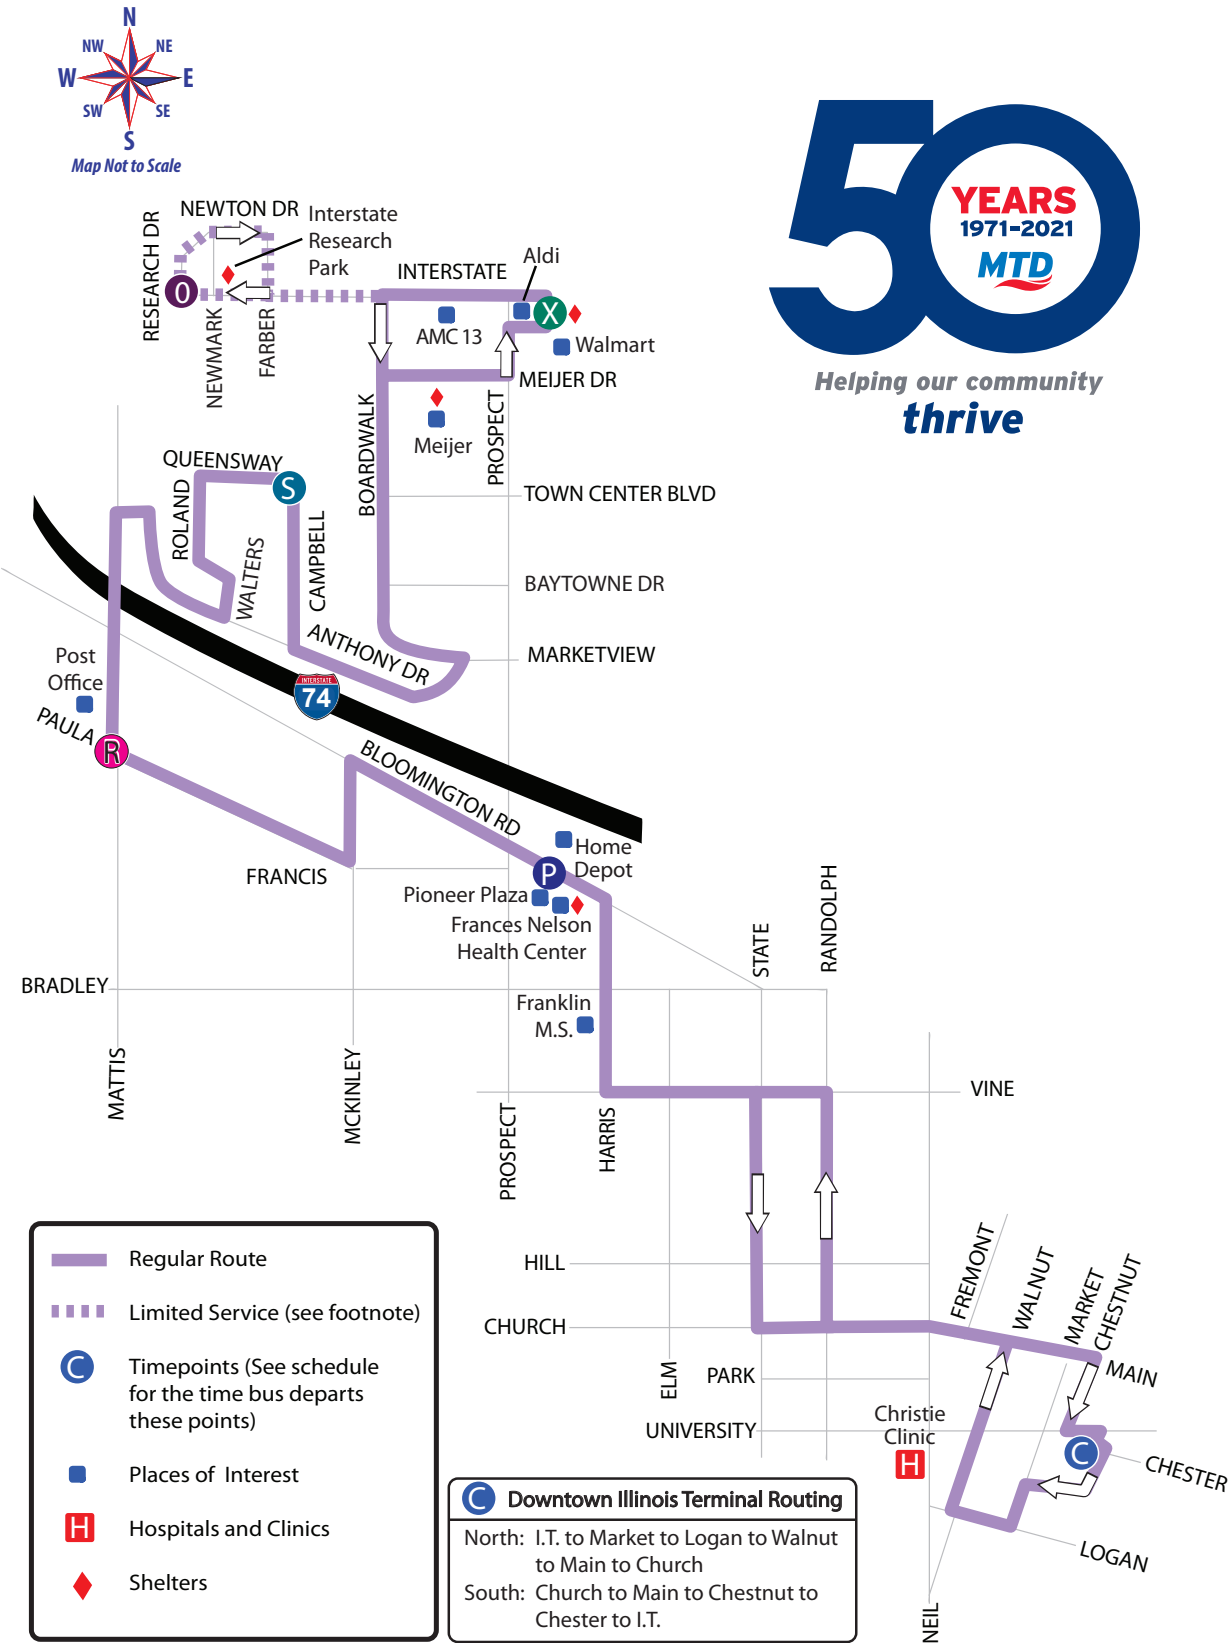 N
NW
NE
W
E
SW
SE
S
Map Not to Scale
50
YEARS
1971–2021
MTD
Helping our community
thrive
NEWTON DR
Interstate
Research
Park
RESEARCH DR
O
NEWMARK
FARBER
INTERSTATE
Aldi
X
AMC 13
Walmart
MEIJER DR
Meijer
BOARDWALK
PROSPECT
QUEENSWAY
S
ROLAND
WALTERS
CAMPBELL
TOWN CENTER BLVD
BAYTOWNE DR
ANTHONY DR
MARKETVIEW
INTERSTATE
74
Post
Office
PAULA
R
BLOOMINGTON RD
FRANCIS
Home
Depot
P
Pioneer Plaza
Frances Nelson
Health Center
STATE
RANDOLPH
BRADLEY
Franklin
M.S.
MATTIS
MCKINLEY
PROSPECT
HARRIS
VINE
HILL
CHURCH
ELM
PARK
UNIVERSITY
FREMONT
WALNUT
MARKET
CHESTNUT
MAIN
Christie
Clinic
H
C
CHESTER
LOGAN
NEIL
Regular Route
Limited Service (see footnote)
C
Timepoints (See schedule
for the time bus departs
these points)
Places of Interest
H
Hospitals and Clinics
Shelters
C
Downtown Illinois Terminal Routing
North: I.T. to Market to Logan to Walnut
to Main to Church
South: Church to Main to Chestnut to
Chester to I.T.